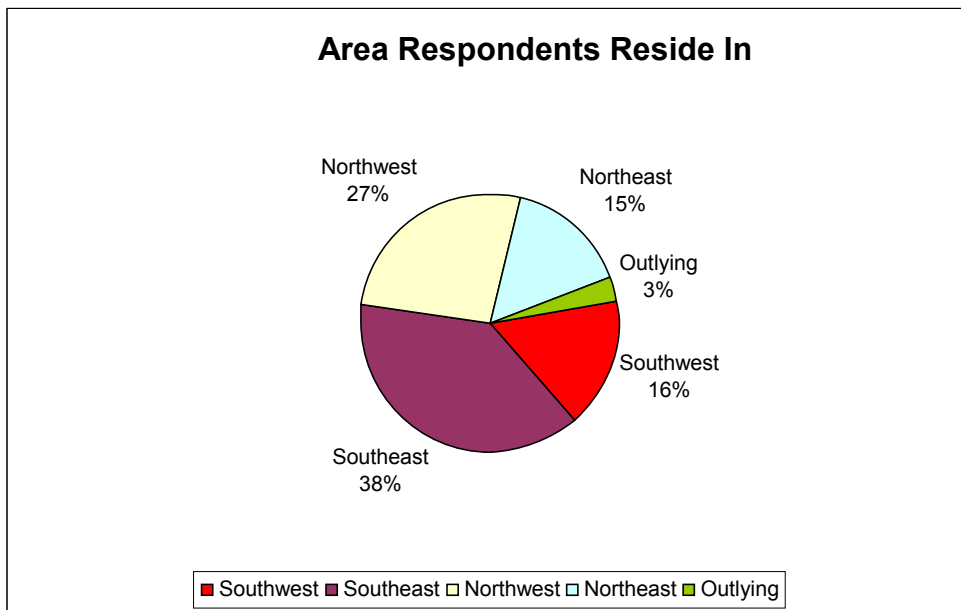 Area Respondents Reside In
Northwest
27%
Northeast
15%
Outlying
3%
Southwest
16%
Southeast
38%
Southwest Southeast Northwest Northeast Outlying